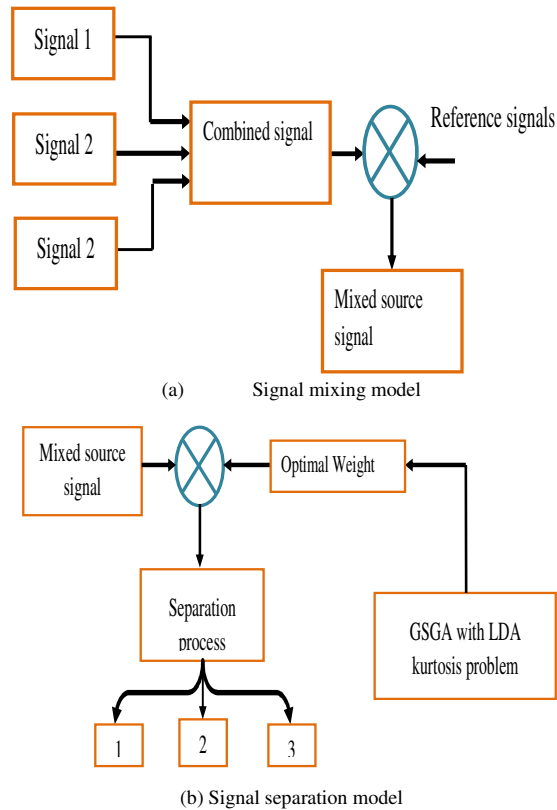 Signal 1
Signal 2
Signal 2
Combined signal
Reference signals
Mixed source
signal
(a) Signal mixing model
Mixed source
signal
Optimal Weight
Separation
process
GSGA with LDA
kurtosis problem
1
2
3
(b) Signal separation model